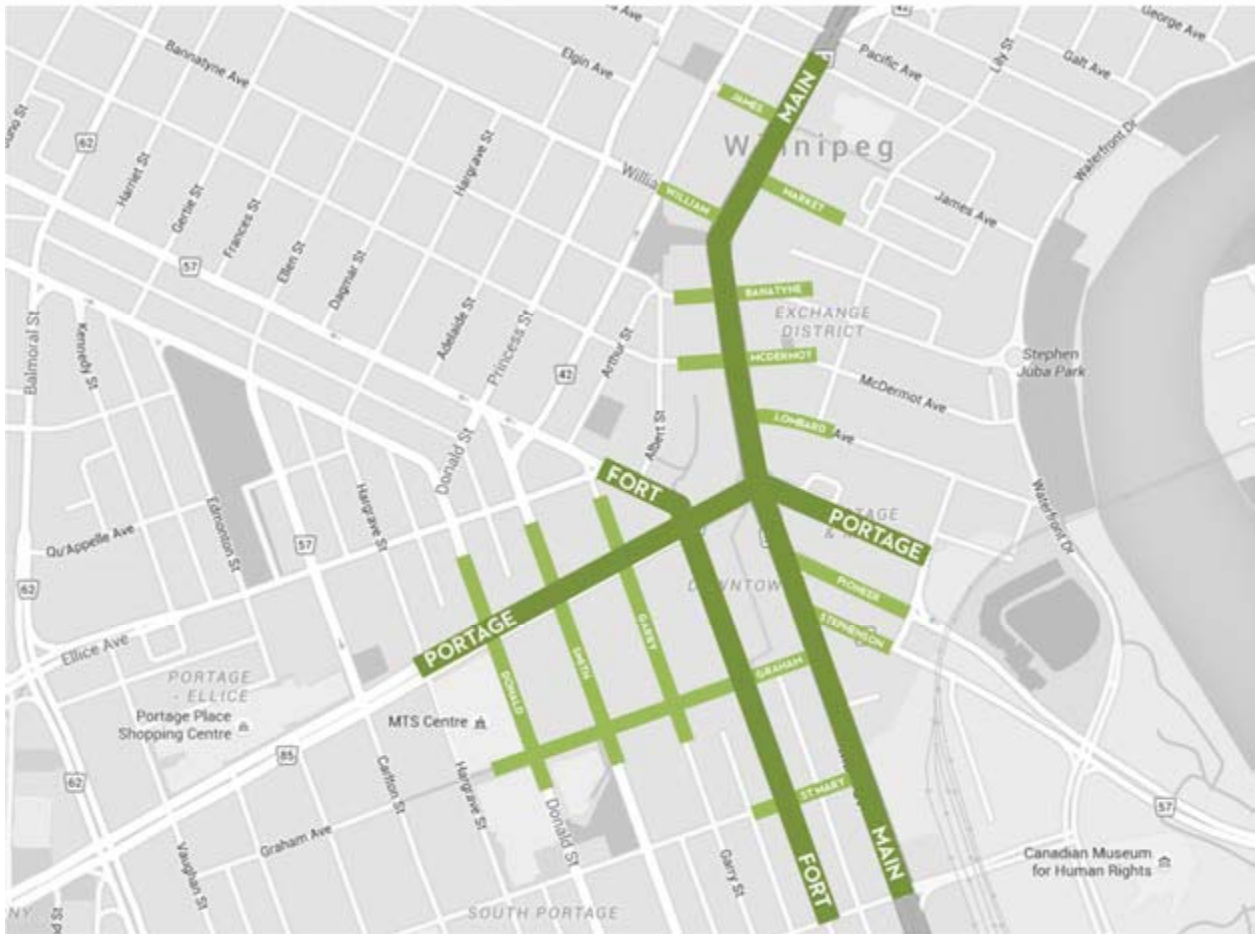 George Ave
Bannatyne Ave
Elgin Ave
Pacific Ave
Lily St
Galt Ave
MAIN
JAMES
62
Winnipeg
Waterfront Dr
Harriet St
Gertie St
Frances St
Hargrave St
WILLIAM
MARKET
James Ave
57
Ellen St
Dagmar St
BANATYNE
EXCHANGE
DISTRICT
Balmoral St
Kennedy St
Adelaide St
Princess St
42
Arthur St
MCDERMOT
Stephen
Juba Park
McDermot Ave
LOMBARD
Ave
Albert St
Donald St
FORT
PORTAGE
Waterfront Dr
Qu'Appelle Ave
Edmonton St
Hargrave St
57
62
PIONEER
STEPHENSON
GARRY
SMITH
DONALD
GRAHAM
PORTAGE
Ellice Ave
PORTAGE
- ELLICE
Portage Place
Shopping Centre
MTS Centre
85
62
Carlton St
Hargrave St
Donald St
ST MARY
57
Graham Ave
Vaughan St
Garry St
FORT
MAIN
Canadian Museum
for Human Rights
SOUTH PORTAGE